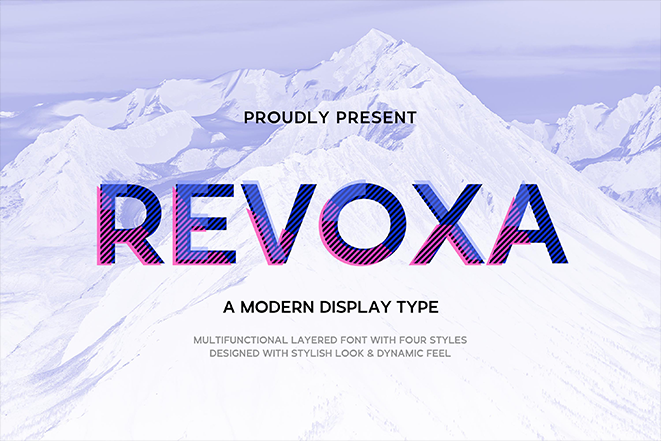 PROUDLY PRESENT
REVOXA
A MODERN DISPLAY TYPE
MULTIFUNCTIONAL LAYERED FONT WITH FOUR STYLES
DESIGNED WITH STYLISH LOOK & DYNAMIC FEEL